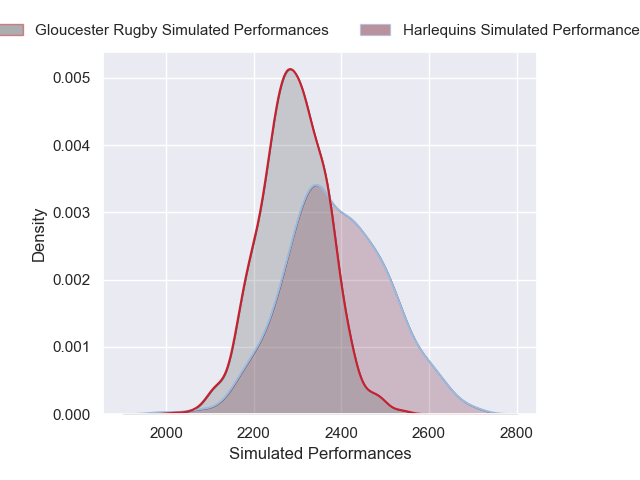 Gloucester Rugby Simulated Performances Harlequins Simulated Performance
0.005
0.004
0.003
0.002
0.001
0.000
Density
2000 2200 2400 2600 2800
Simulated Performances